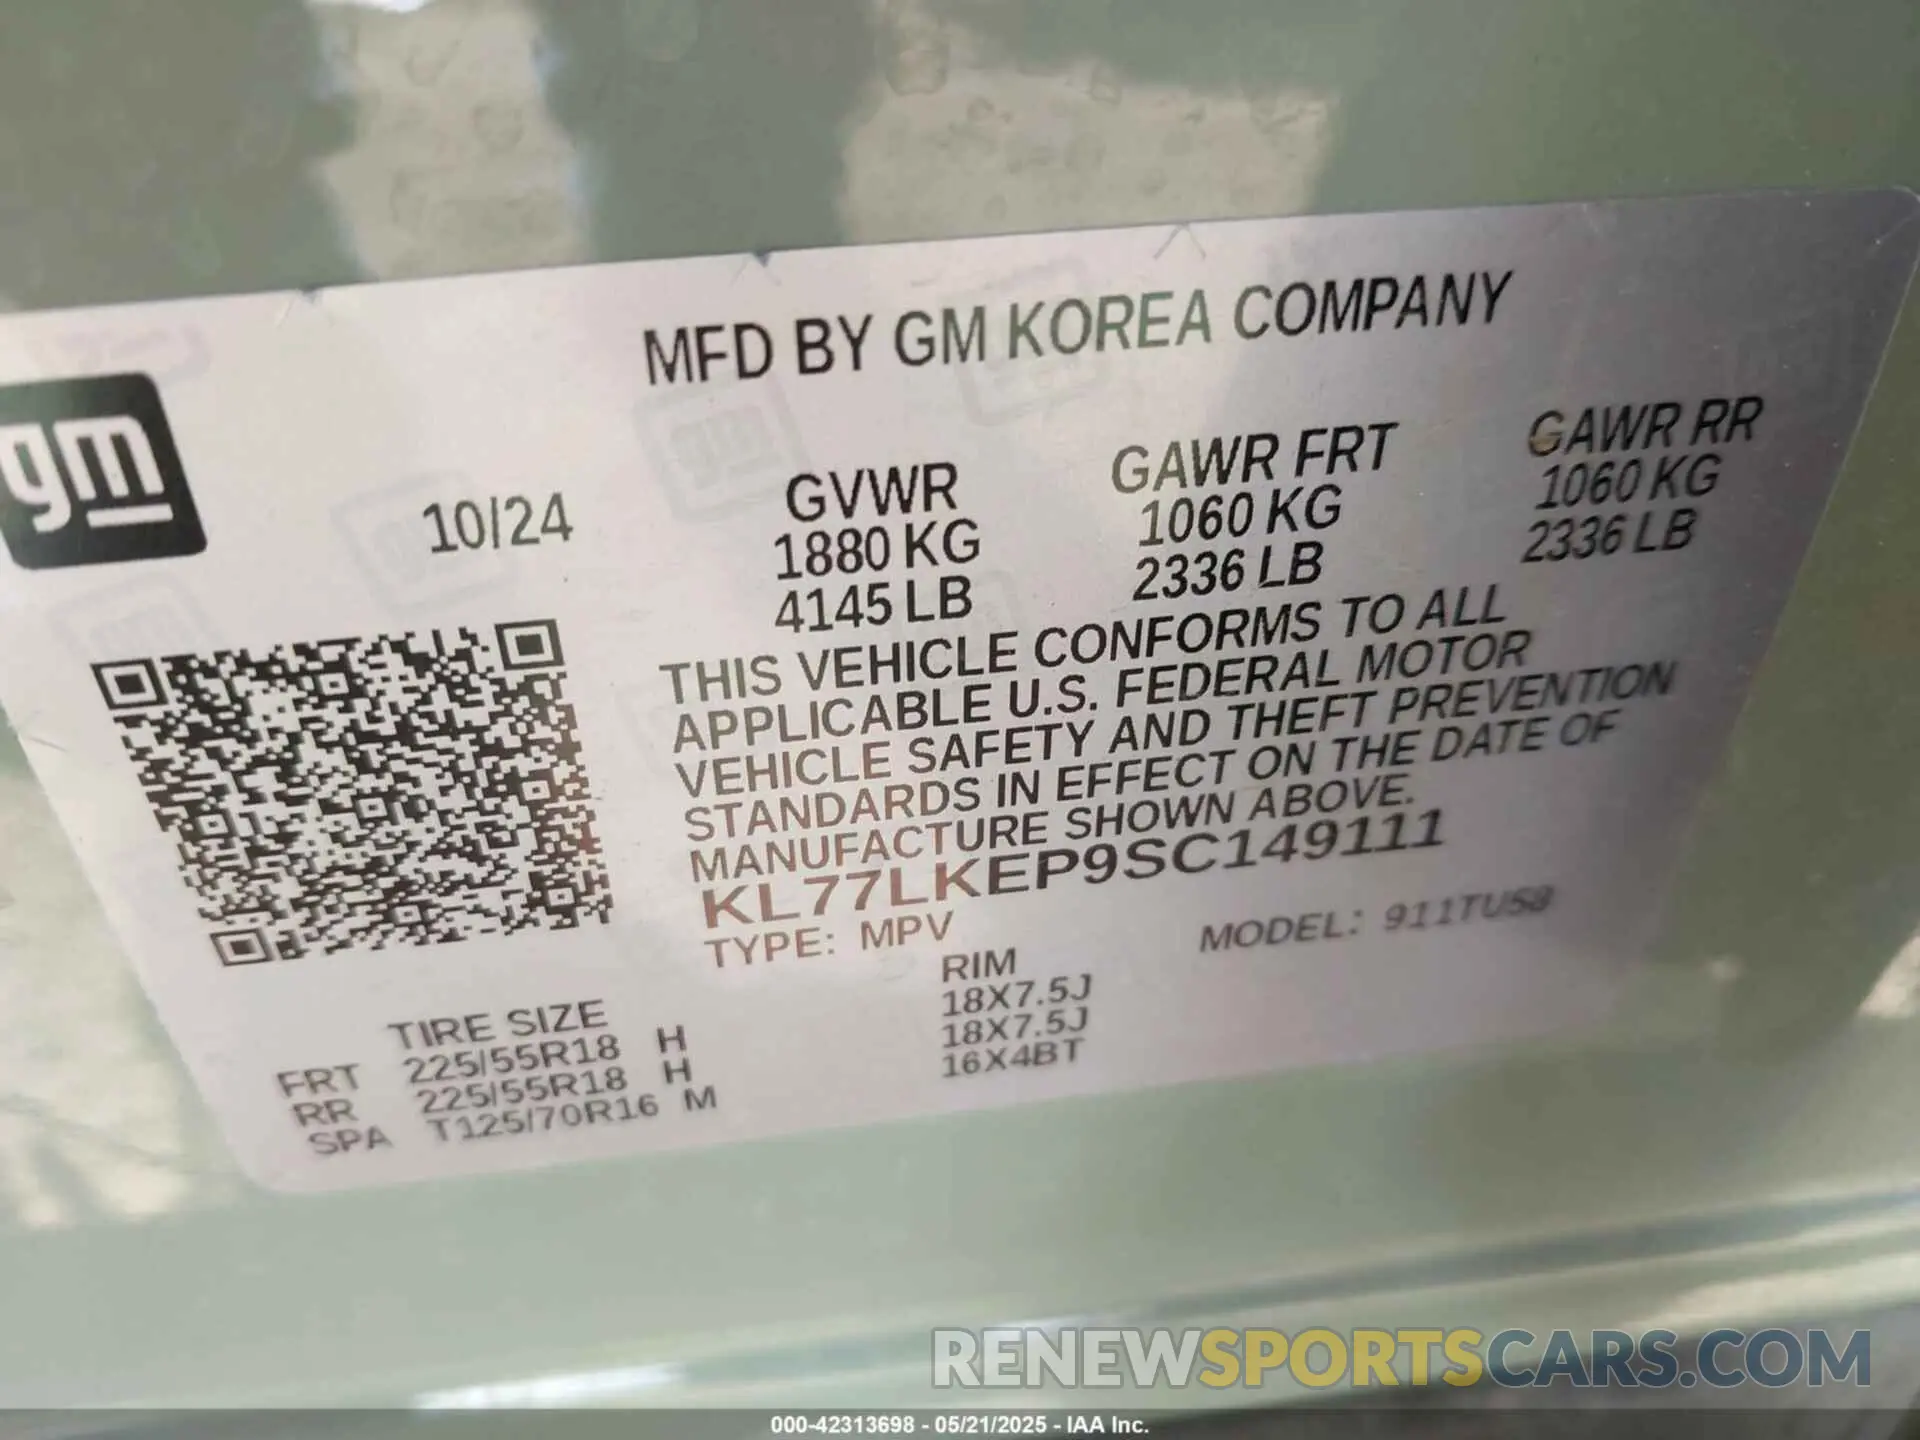 MFD BY GM KOREA COMPANY
gm
10/24
GVWR
1880 KG
4145 LB
GAWR FRT
1060 KG
2336 LB
GAWR RR
1060 KG
2336 LB
THIS VEHICLE CONFORMS TO ALL
APPLICABLE U.S. FEDERAL MOTOR
VEHICLE SAFETY AND THEFT PREVENTION
STANDARDS IN EFFECT ON THE DATE OF
MANUFACTURE SHOWN ABOVE.
KL77LKEP9SC149111
TYPE: MPV
MODEL: 911TU58
TIRE SIZE
RIM
FRT 225/55R18 H 18X7.5J
RR 225/55R18 H 18X7.5J
SPA T125/70R16 M 16X4BT
RENEWSPORTSCARS.COM
000-42313698 - 05/21/2025 - IAA Inc.